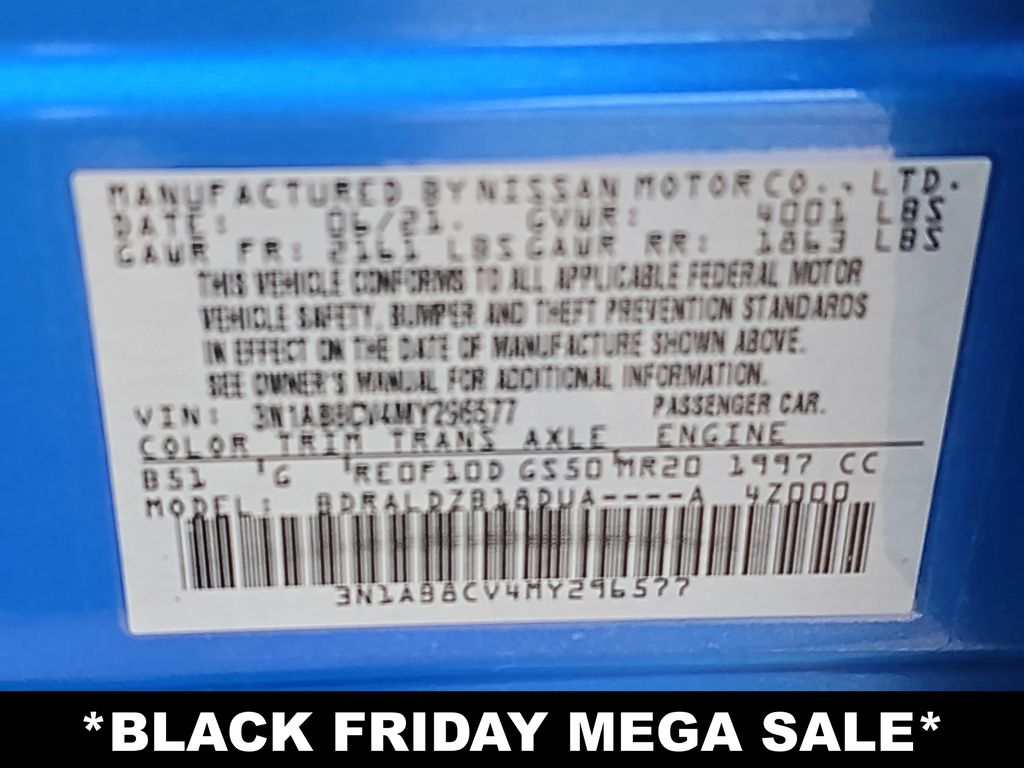 MANUFACTURED BY NISSAN MOTOR CO., LTD.
DATE: 06/21. GVWR: 4001 LBS
GAWR FR: 2161 LBS GAWR RR: 1863 LBS
THIS VEHICLE CONFORMS TO ALL APPLICABLE FEDERAL MOTOR
VEHICLE SAFETY, BUMPER AND THEFT PREVENTION STANDARDS
IN EFFECT ON THE DATE OF MANUFACTURE SHOWN ABOVE.
SEE OWNER'S MANUAL FOR ADDITIONAL INFORMATION.
VIN: 3N1AB8CV4MY296577 PASSENGER CAR.
COLOR TRIM TRANS AXLE ENGINE
B51 G RE0F10D GS50 MR20 1997 CC
MODEL: BDRALDZB18DUA----A 4Z000
3N1AB8CV4MY296577
*BLACK FRIDAY MEGA SALE*